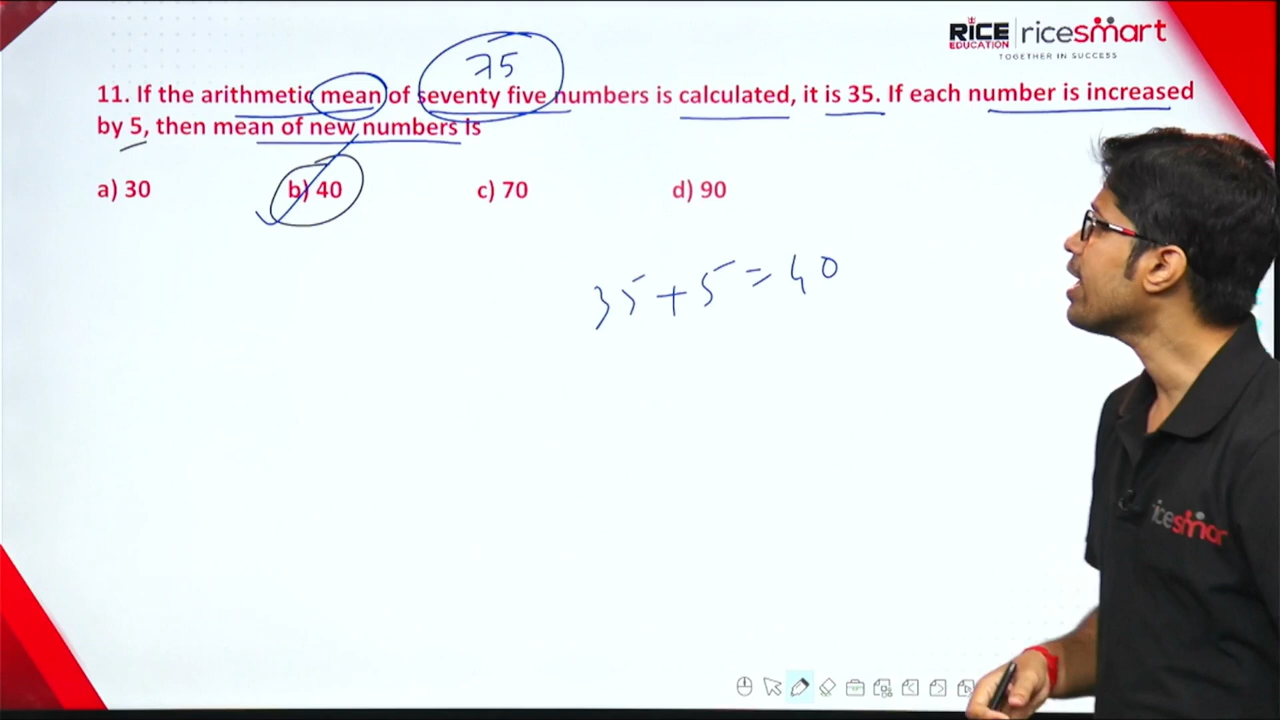 RICE EDUCATION ricesmart
TOGETHER IN SUCCESS
75
11. If the arithmetic mean of seventy five numbers is calculated, it is 35. If each number is increased
by 5, then mean of new numbers is
a) 30 b) 40 c) 70 d) 90
35+5=40
ricesmar